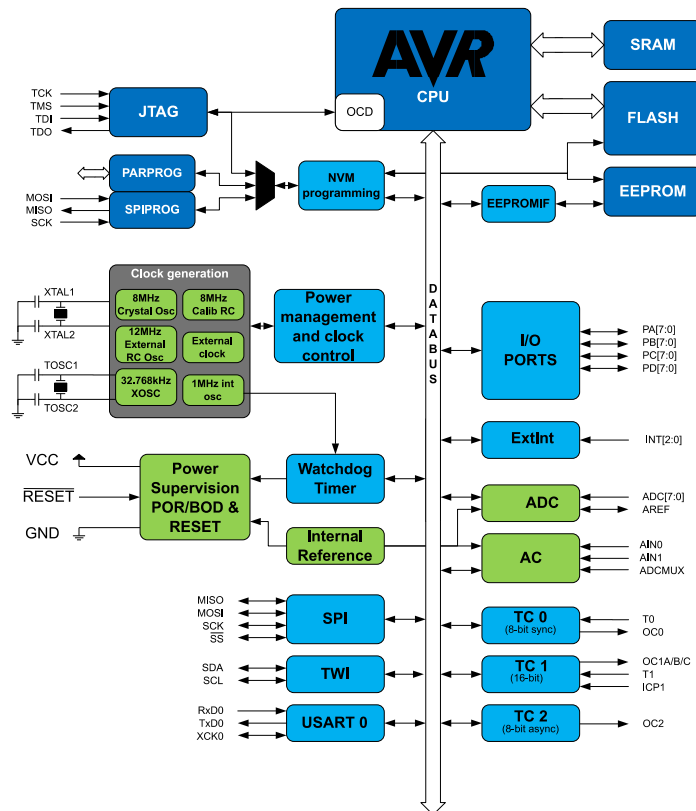 AVR
CPU
OCD
SRAM
FLASH
EEPROM
TCK
TMS
TDI
TDO
JTAG
PARPROG
MOSI
MISO
SCK
SPIPROG
NVM
programming
EEPROMIF
DATABUS
Clock generation
XTAL1
XTAL2
TOSC1
TOSC2
8MHz
Crystal Osc
8MHz
Calib RC
12MHz
External
RC Osc
External
clock
32.768kHz
XOSC
1MHz int
osc
Power
management
and clock
control
I/O
PORTS
PA[7:0]
PB[7:0]
PC[7:0]
PD[7:0]
ExtInt
INT[2:0]
VCC
RESET
GND
Power
Supervision
POR/BOD &
RESET
Watchdog
Timer
Internal
Reference
ADC
ADC[7:0]
AREF
AC
AIN0
AIN1
ADCMUX
MISO
MOSI
SCK
SS
SPI
TC 0
(8-bit sync)
T0
OC0
SDA
SCL
TWI
TC 1
(16-bit)
OC1A/B/C
T1
ICP1
RxD0
TxD0
XCK0
USART 0
TC 2
(8-bit async)
OC2